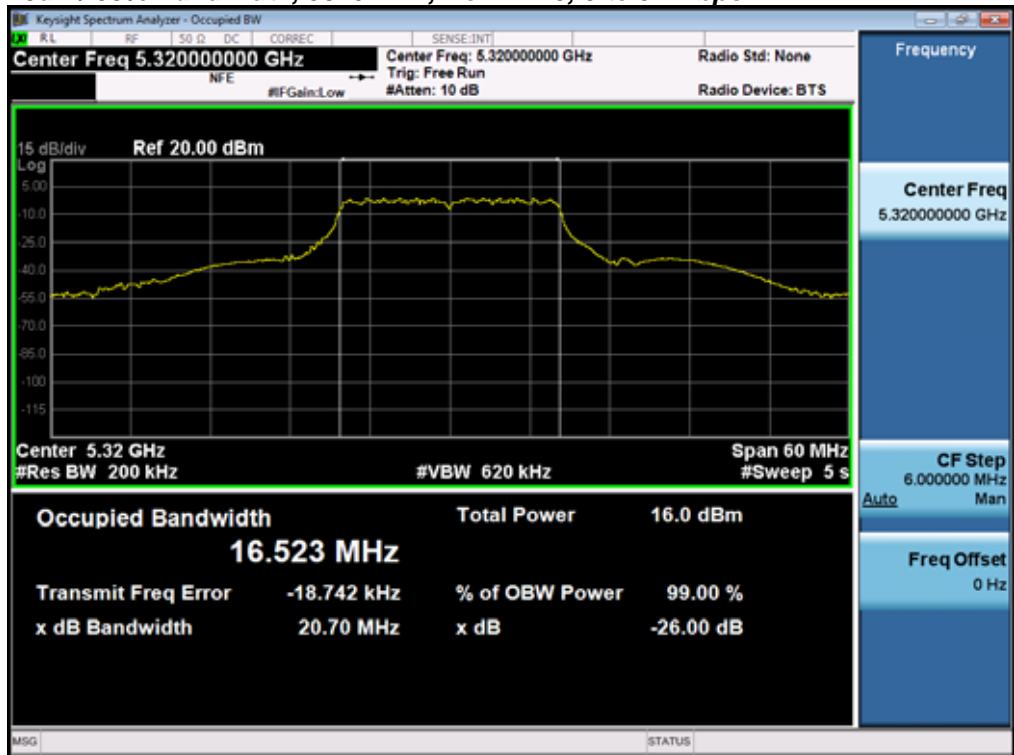 Keysight Spectrum Analyzer - Occupied BW
RL RF 50 Ω DC CORREC SENSE:INT
Center Freq 5.320000000 GHz
NFE
#IFGain:Low
Center Freq: 5.320000000 GHz
Trig: Free Run
#Atten: 10 dB
Radio Std: None
Radio Device: BTS
15 dB/div Ref 20.00 dBm
Log
5.00
-10.0
-25.0
-40.0
-55.0
-70.0
-85.0
-100
-115
Center 5.32 GHz Span 60 MHz
#Res BW 200 kHz #VBW 620 kHz #Sweep 5 s
Occupied Bandwidth Total Power 16.0 dBm
16.523 MHz
Transmit Freq Error -18.742 kHz % of OBW Power 99.00 %
x dB Bandwidth 20.70 MHz x dB -26.00 dB
MSG STATUS
Frequency
Center Freq
5.320000000 GHz
CF Step
6.000000 MHz
Auto Man
Freq Offset
0 Hz